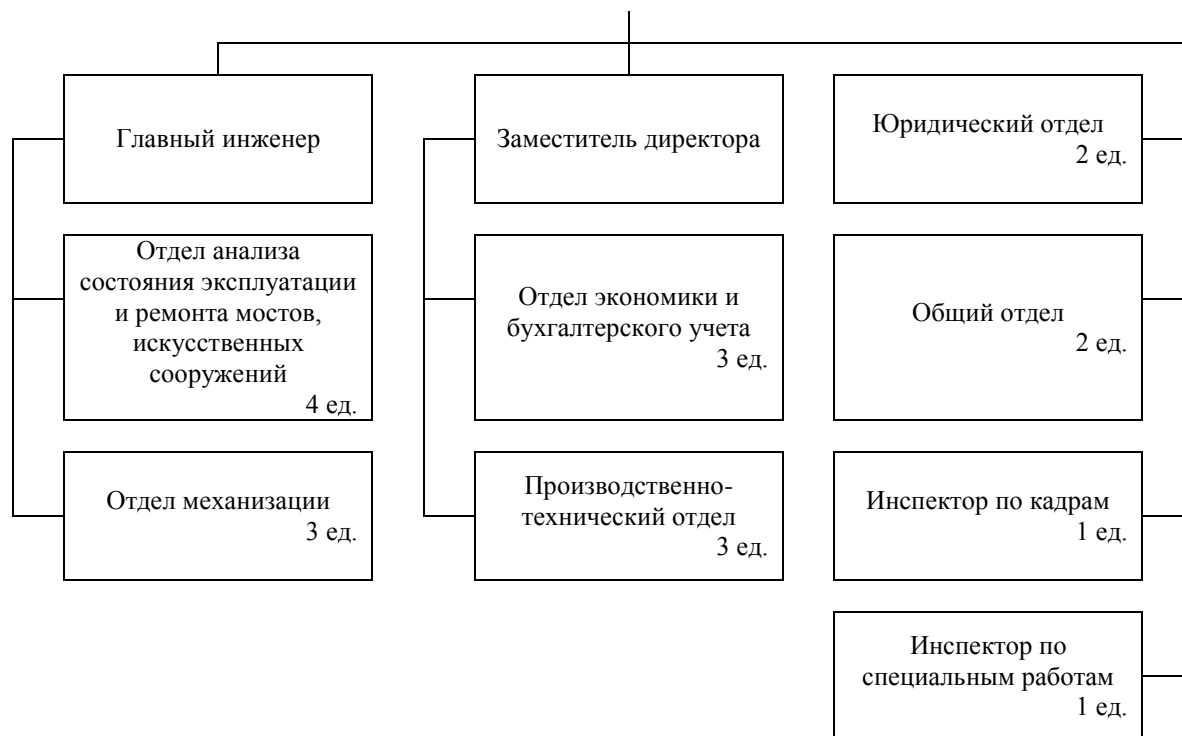 Главный инженер
Заместитель директора
Юридический отдел
2 ед.
Отдел анализа
состояния эксплуатации
и ремонта мостов,
искусственных
сооружений
4 ед.
Отдел экономики и
бухгалтерского учета
3 ед.
Общий отдел
2 ед.
Отдел механизации
3 ед.
Производственно-
технический отдел
3 ед.
Инспектор по кадрам
1 ед.
Инспектор по
специальным работам
1 ед.